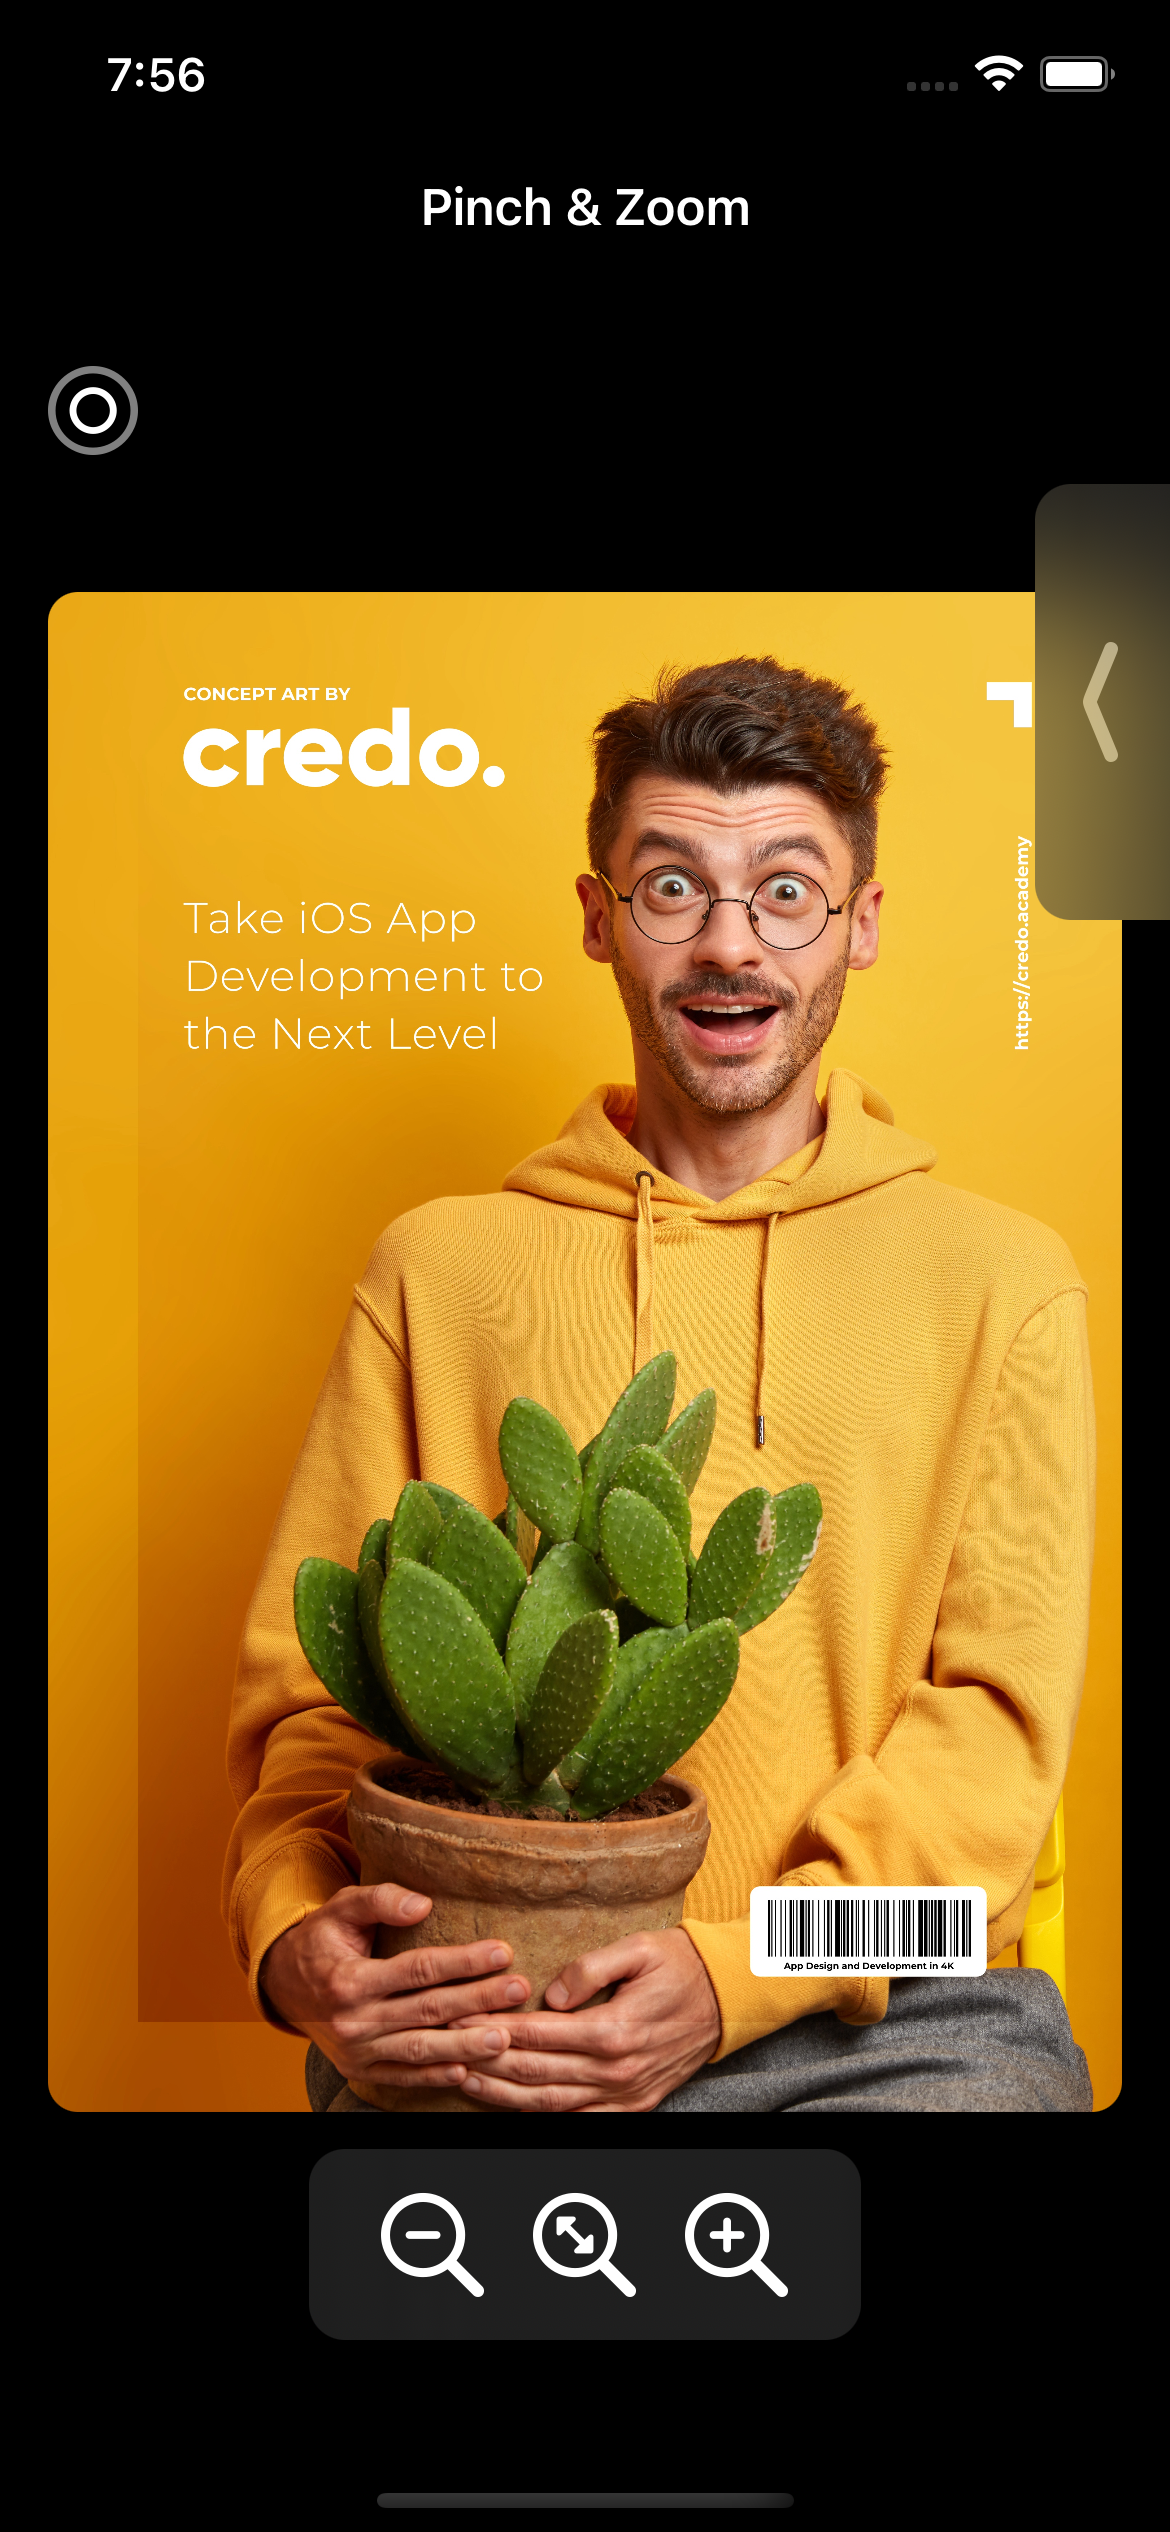 7:56
Pinch & Zoom
CONCEPT ART BY
credo.
Take iOS App
Development to
the Next Level
https://credo.academy
App Design and Development in 4K